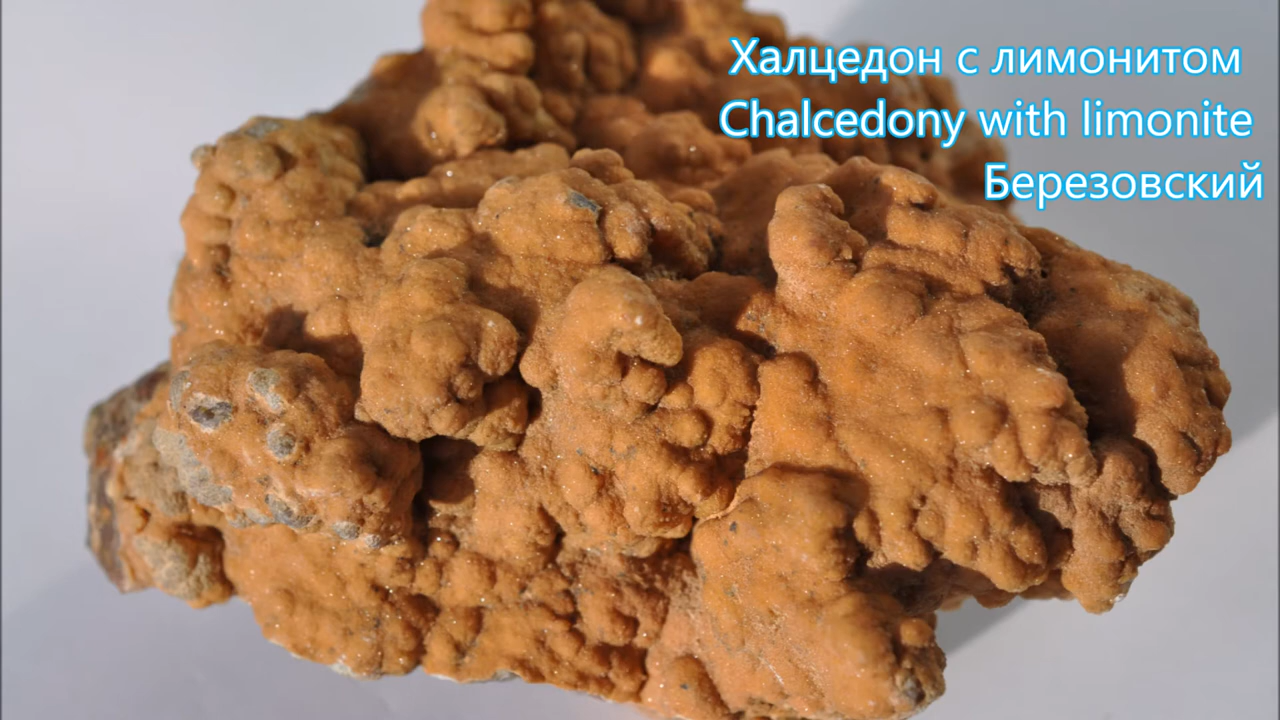 Халцедон с лимонитом
Chalcedony with limonite
Березовский